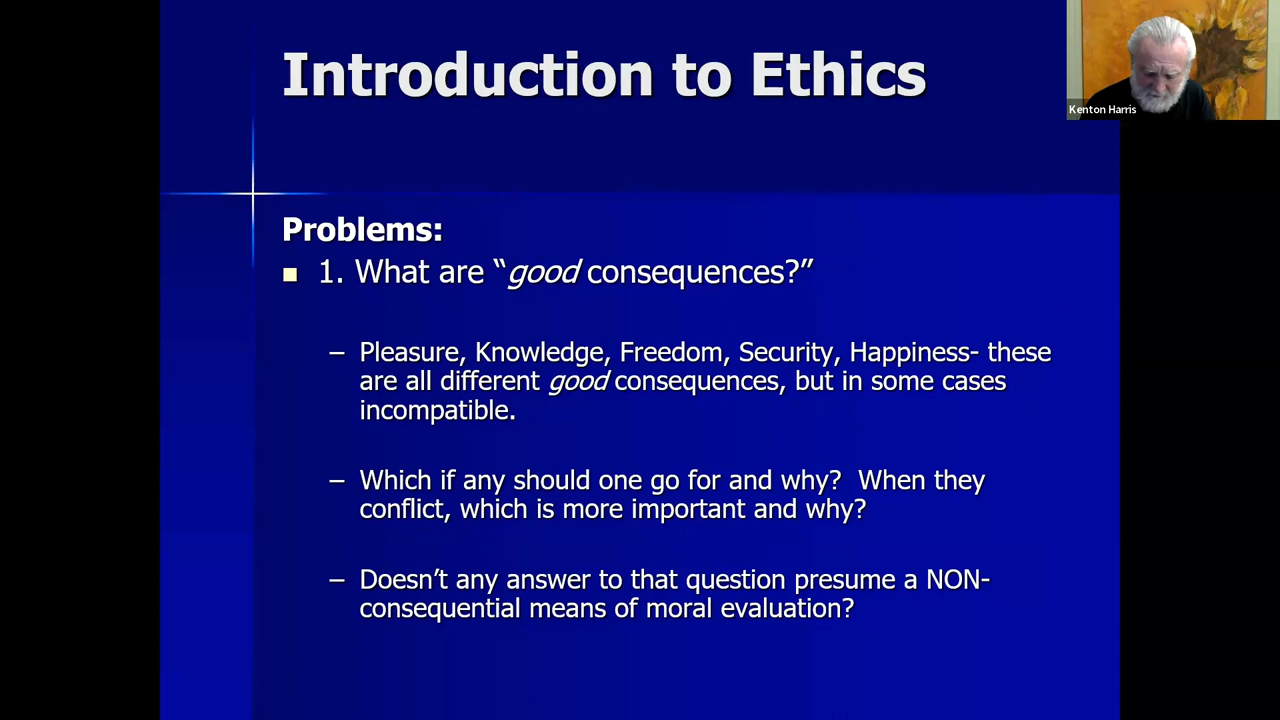 Introduction to Ethics
Kenton Harris
Problems:
1. What are “good consequences?”
– Pleasure, Knowledge, Freedom, Security, Happiness- these
are all different good consequences, but in some cases
incompatible.
– Which if any should one go for and why?  When they
conflict, which is more important and why?
– Doesn’t any answer to that question presume a NON-
consequential means of moral evaluation?